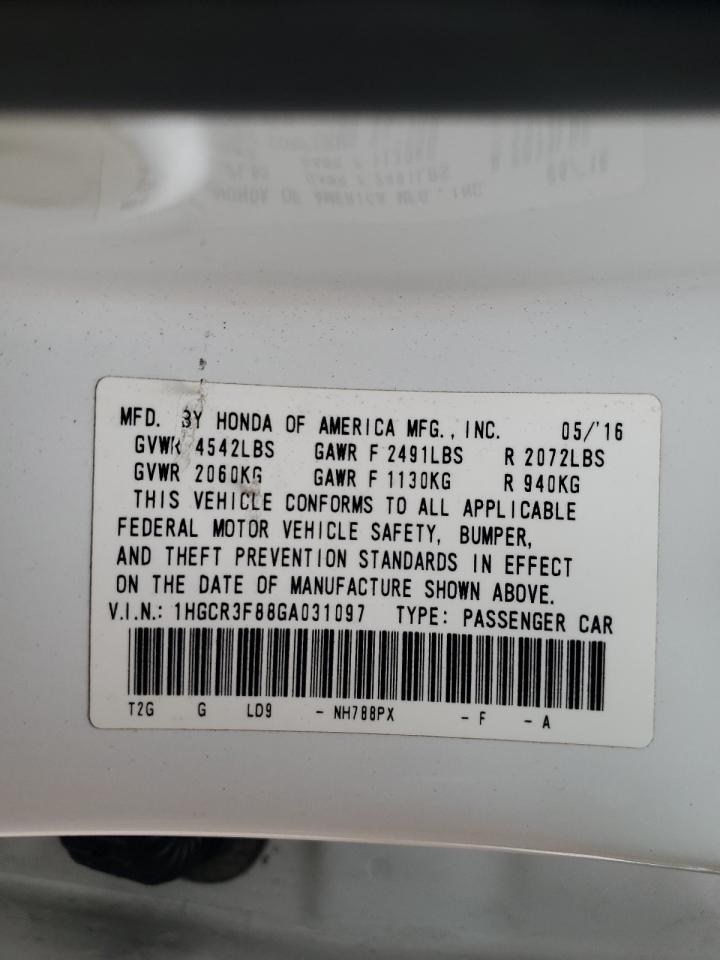 MFD. BY HONDA OF AMERICA MFG., INC. 05/'16
GVWR 4542LBS GAWR F 2491LBS R 2072LBS
GVWR 2060KG GAWR F 1130KG R 940KG
THIS VEHICLE CONFORMS TO ALL APPLICABLE
FEDERAL MOTOR VEHICLE SAFETY, BUMPER,
AND THEFT PREVENTION STANDARDS IN EFFECT
ON THE DATE OF MANUFACTURE SHOWN ABOVE.
V.I.N.: 1HGCR3F88GA031097 TYPE: PASSENGER CAR
T2G G LD9 - NH788PX - F - A